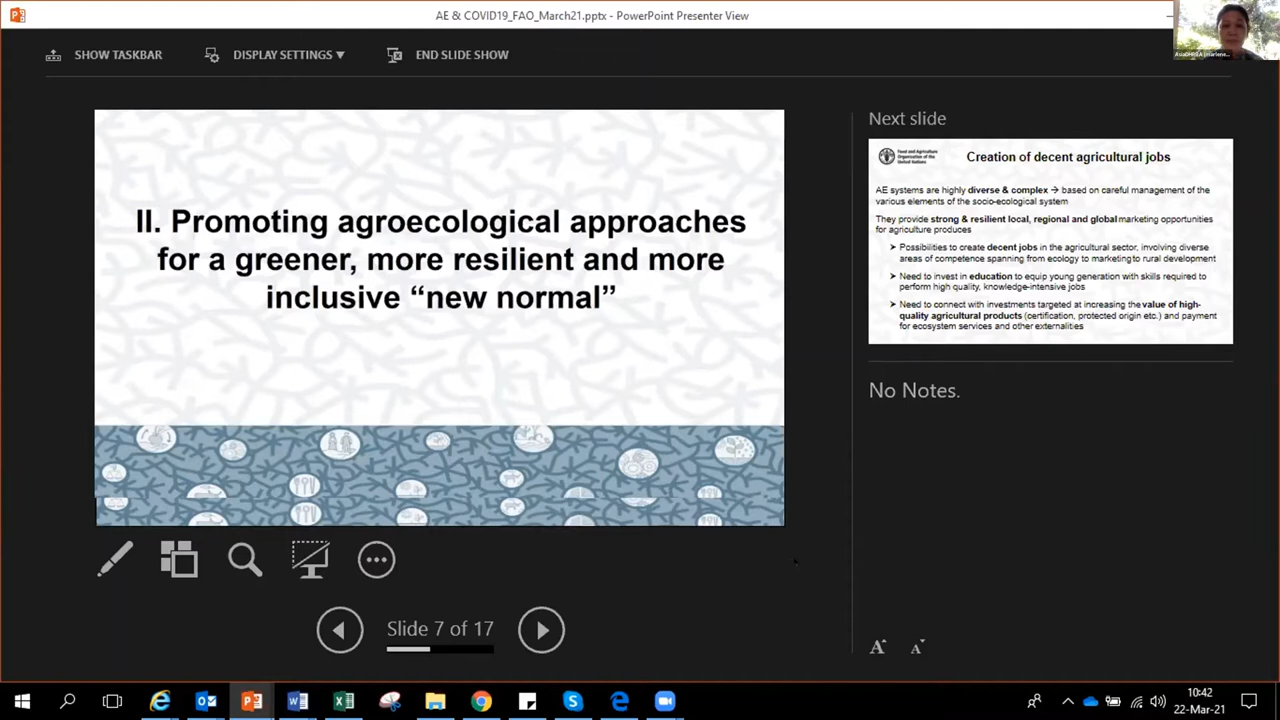 AE & COVID19_FAO_March21.pptx - PowerPoint Presenter View
SHOW TASKBAR
DISPLAY SETTINGS ▼
END SLIDE SHOW
II. Promoting agroecological approaches
for a greener, more resilient and more
inclusive “new normal”
Next slide
Food and Agriculture
Organization of the
United Nations
Creation of decent agricultural jobs
AE systems are highly diverse & complex → based on careful management of the
various elements of the socio-ecological system
They provide strong & resilient local, regional and global marketing opportunities
for agriculture produces
➤ Possibilities to create decent jobs in the agricultural sector, involving diverse
areas of competence spanning from ecology to marketing to rural development
➤ Need to invest in education to equip young generation with skills required to
perform high quality, knowledge-intensive jobs
➤ Need to connect with investments targeted at increasing the value of high-
quality agricultural products (certification, protected origin etc.) and payment
for ecosystem services and other externalities
No Notes.
Slide 7 of 17
A A
10:42
22-Mar-21